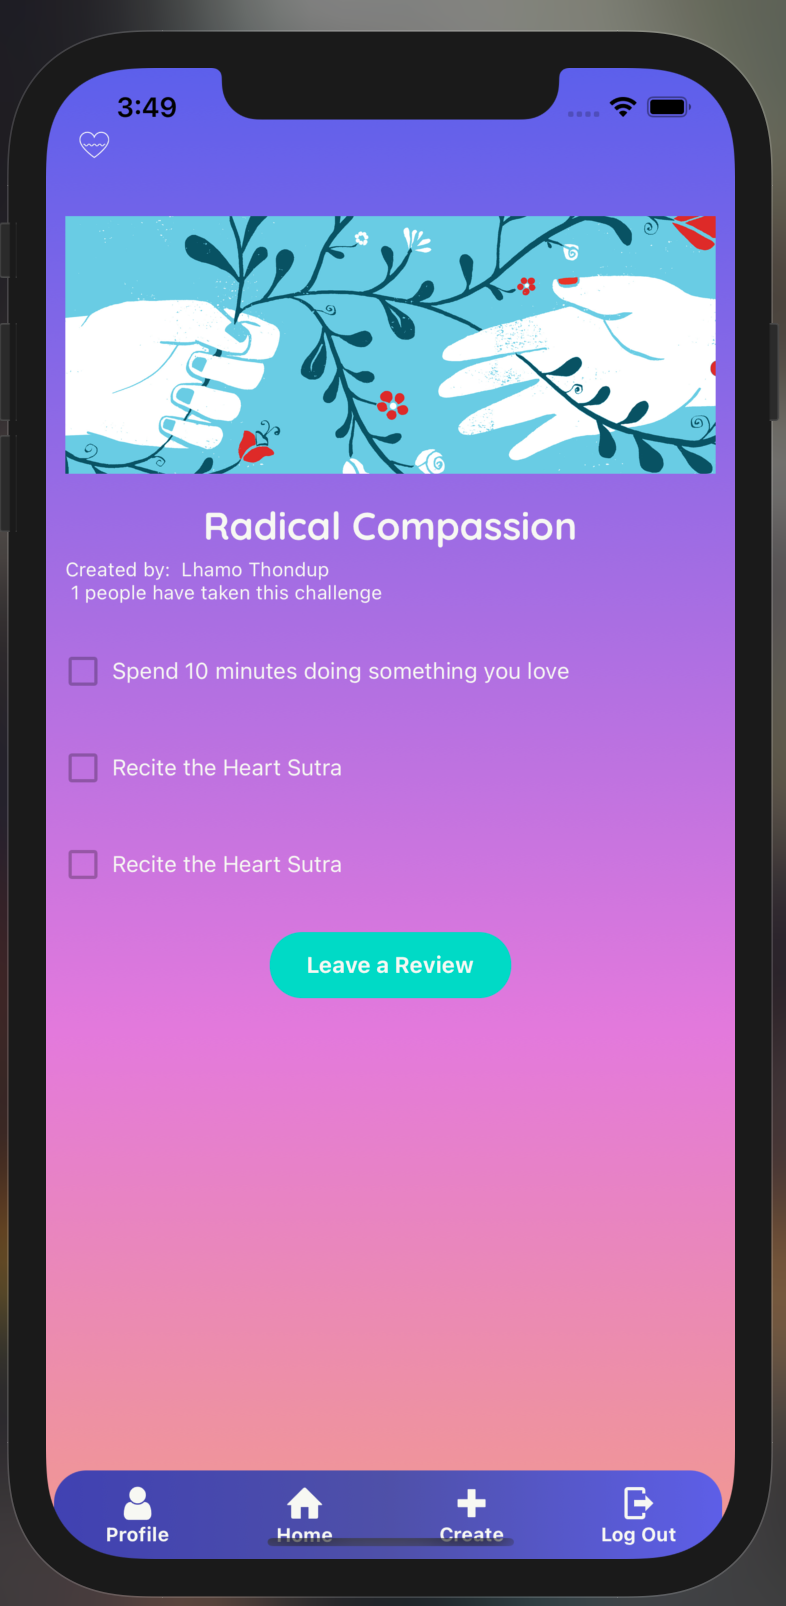 3:49
Radical Compassion
Created by: Lhamo Thondup
1 people have taken this challenge
Spend 10 minutes doing something you love
Recite the Heart Sutra
Recite the Heart Sutra
Leave a Review
Profile Home Create Log Out